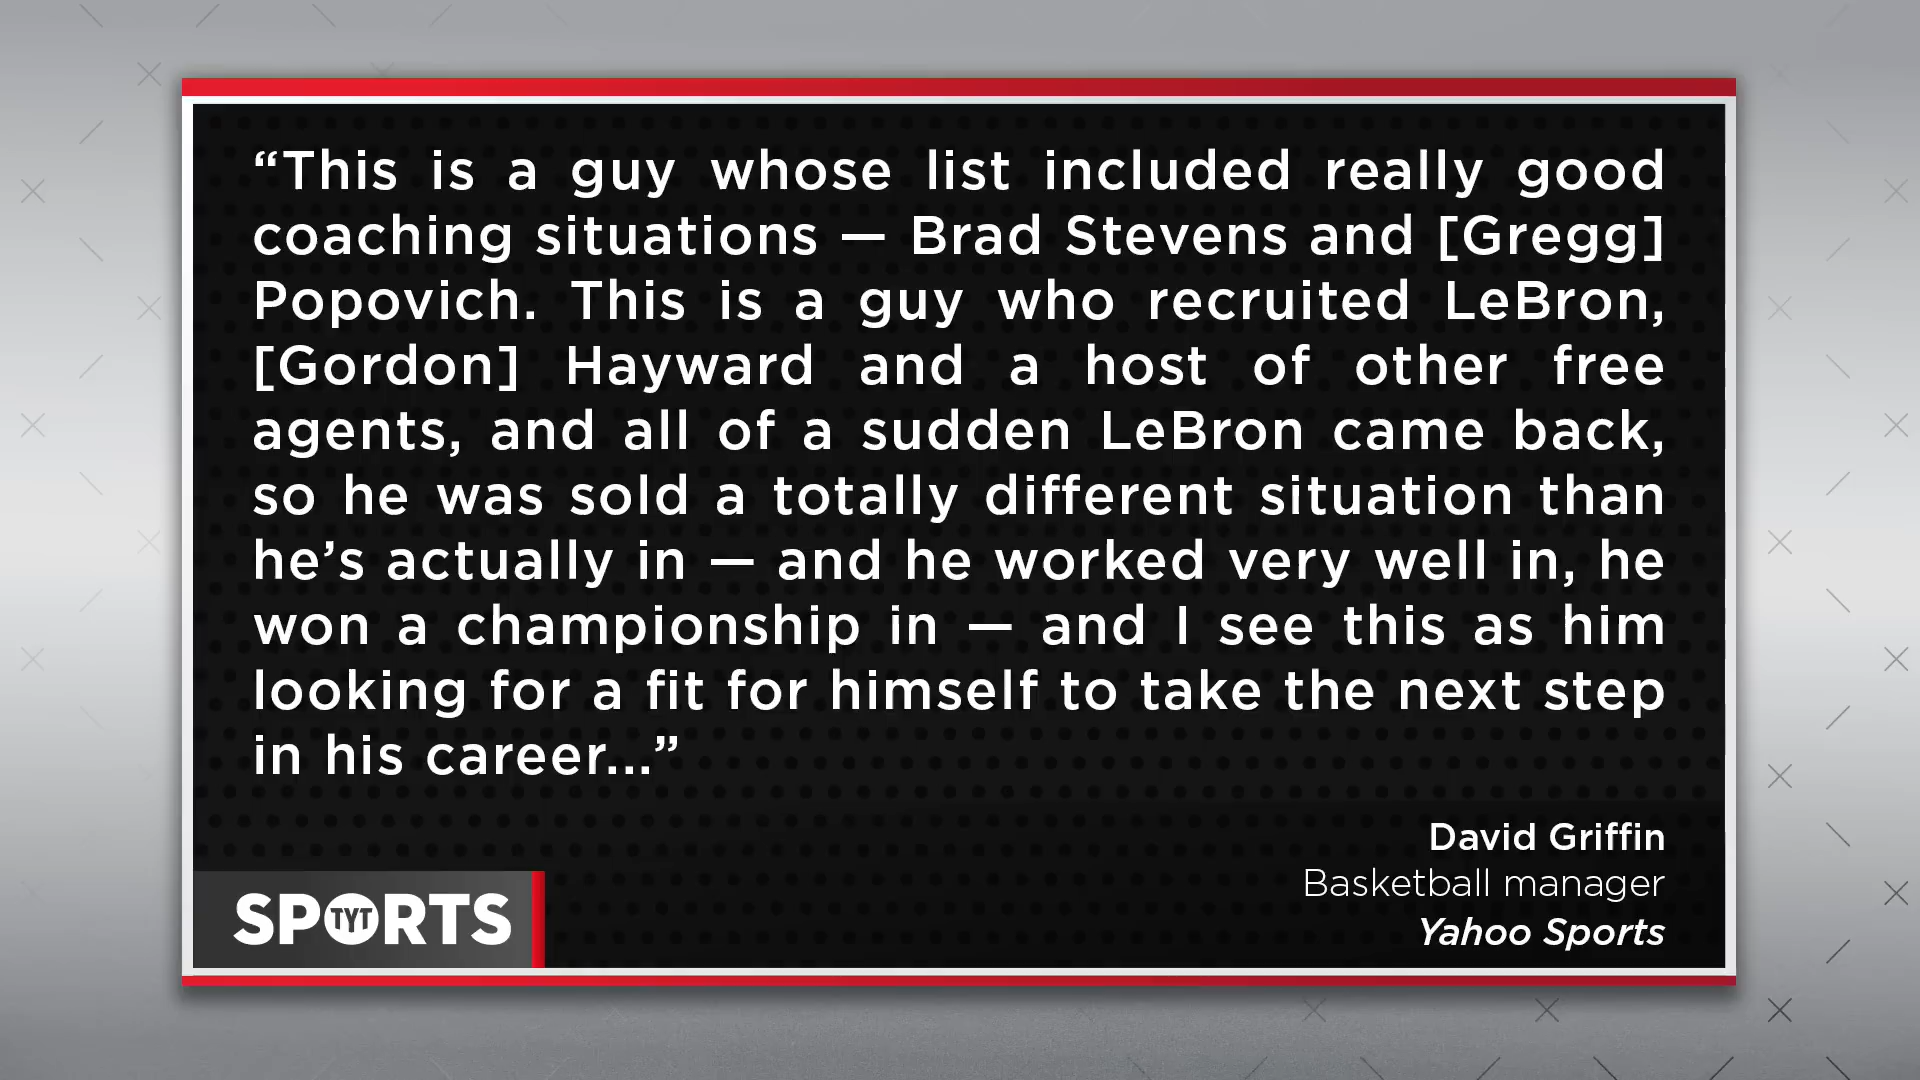 “This is a guy whose list included really good
coaching situations — Brad Stevens and [Gregg]
Popovich. This is a guy who recruited LeBron,
[Gordon] Hayward and a host of other free
agents, and all of a sudden LeBron came back,
so he was sold a totally different situation than
he’s actually in — and he worked very well in, he
won a championship in — and I see this as him
looking for a fit for himself to take the next step
in his career...”
David Griffin
Basketball manager
Yahoo Sports
SPORTS
TYT